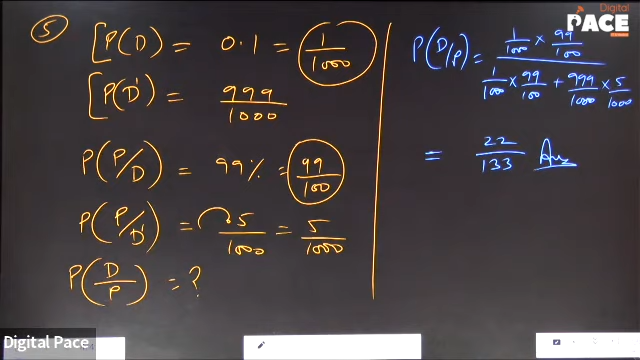 5
P(D) = 0.1 = 1/1000
P(D') = 999/1000
P(P/D) = 99% = 99/100
P(P/D') = .5/1000 = 5/1000
P(D/P) = ?
Digital
PACE
P(D/P) = (1/1000 × 99/100) / (1/1000 × 99/100 + 999/1000 × 5/1000)
= 22/133 Ans
Digital Pace